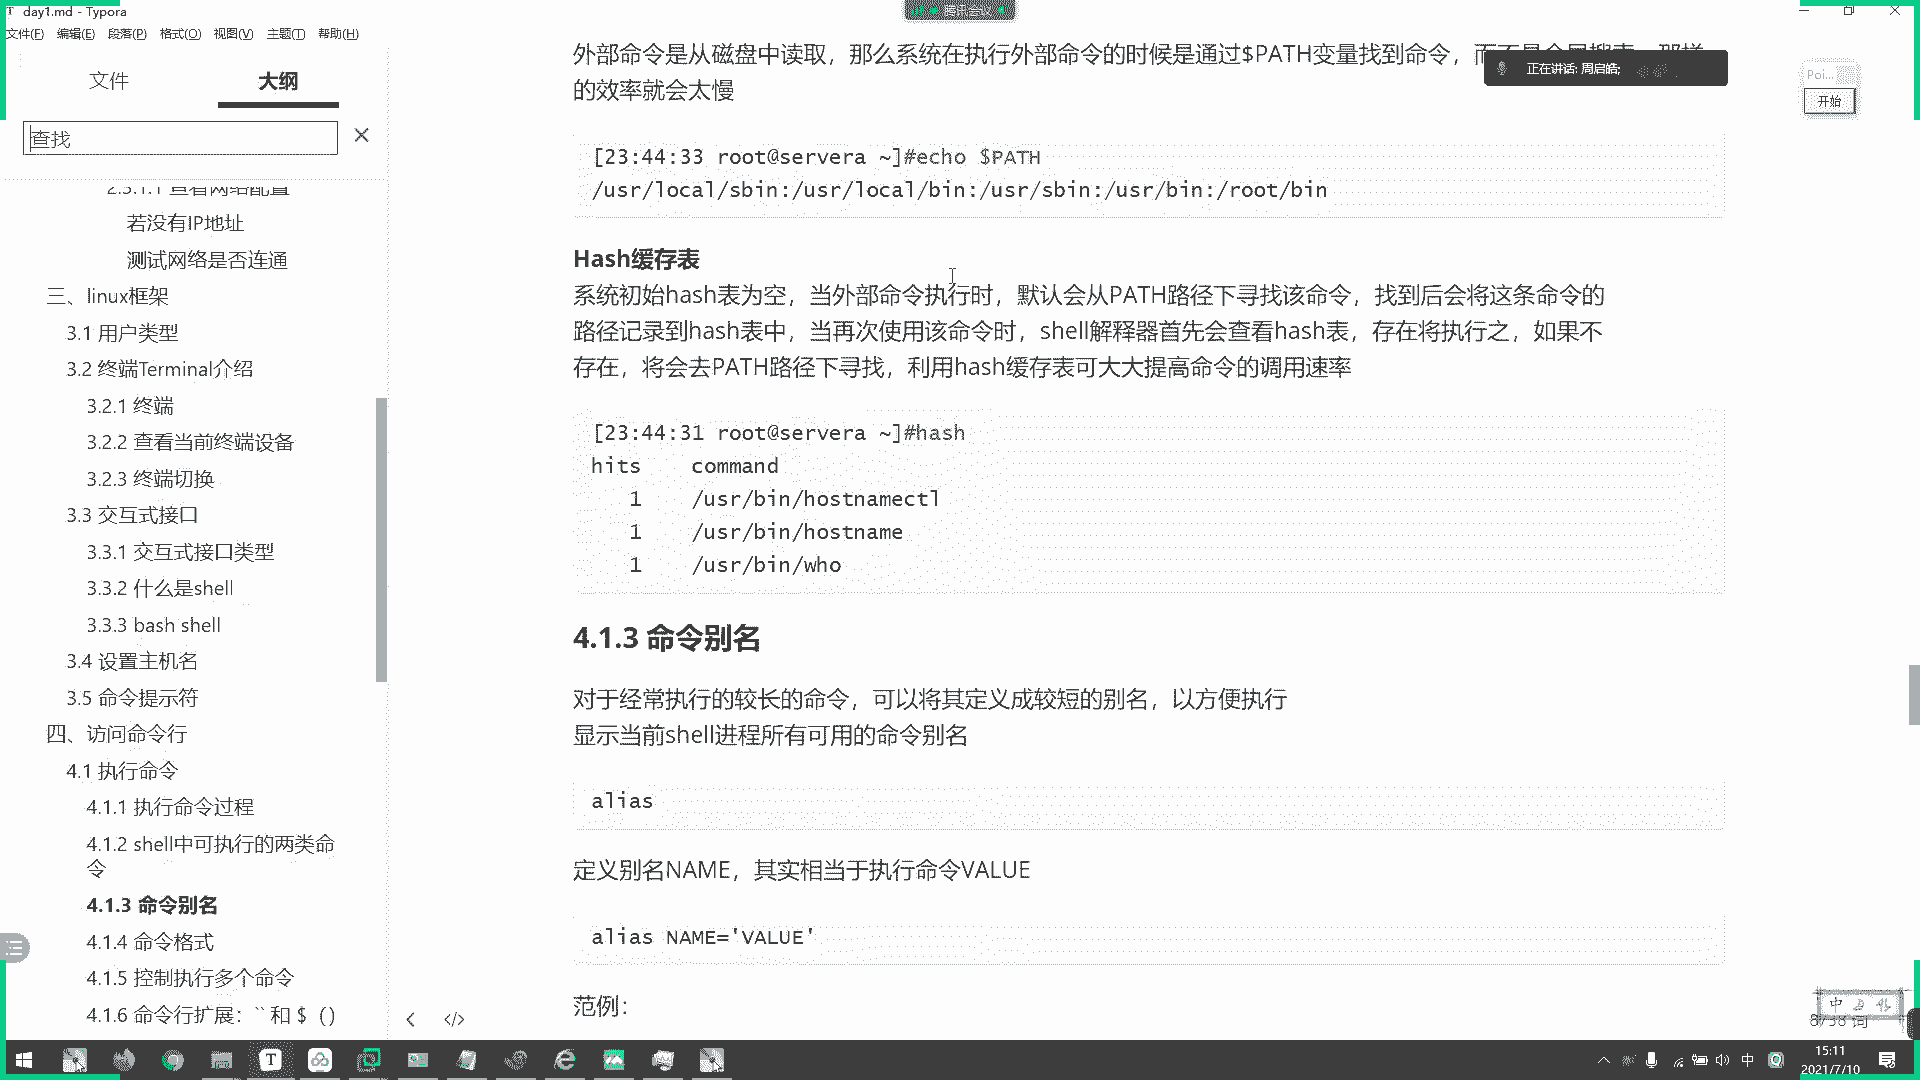 day1.md - Typora
腾讯会议
文件(F) 编辑(E) 段落(P) 格式(O) 视图(V) 主题(T) 帮助(H)
文件 大纲
查找
2.3.1.1 查看网络配置
若没有IP地址
测试网络是否连通
三、linux框架
3.1 用户类型
3.2 终端Terminal介绍
3.2.1 终端
3.2.2 查看当前终端设备
3.2.3 终端切换
3.3 交互式接口
3.3.1 交互式接口类型
3.3.2 什么是shell
3.3.3 bash shell
3.4 设置主机名
3.5 命令提示符
四、访问命令行
4.1 执行命令
4.1.1 执行命令过程
4.1.2 shell中可执行的两类命
令
4.1.3 命令别名
4.1.4 命令格式
4.1.5 控制执行多个命令
4.1.6 命令行扩展：`` 和 $（）
外部命令是从磁盘中读取，那么系统在执行外部命令的时候是通过$PATH变量找到命令，
的效率就会太慢
正在讲话: 周启皓;
Poi...
开始
[23:44:33 root@servera ~]#echo $PATH
/usr/local/sbin:/usr/local/bin:/usr/sbin:/usr/bin:/root/bin
Hash缓存表
系统初始hash表为空，当外部命令执行时，默认会从PATH路径下寻找该命令，找到后会将这条命令的
路径记录到hash表中，当再次使用该命令时，shell解释器首先会查看hash表，存在将执行之，如果不
存在，将会去PATH路径下寻找，利用hash缓存表可大大提高命令的调用速率
[23:44:31 root@servera ~]#hash
hits command
1 /usr/bin/hostnamectl
1 /usr/bin/hostname
1 /usr/bin/who
4.1.3 命令别名
对于经常执行的较长的命令，可以将其定义成较短的别名，以方便执行
显示当前shell进程所有可用的命令别名
alias
定义别名NAME，其实相当于执行命令VALUE
alias NAME='VALUE'
范例：
中
词
中
15:11
2021/7/10